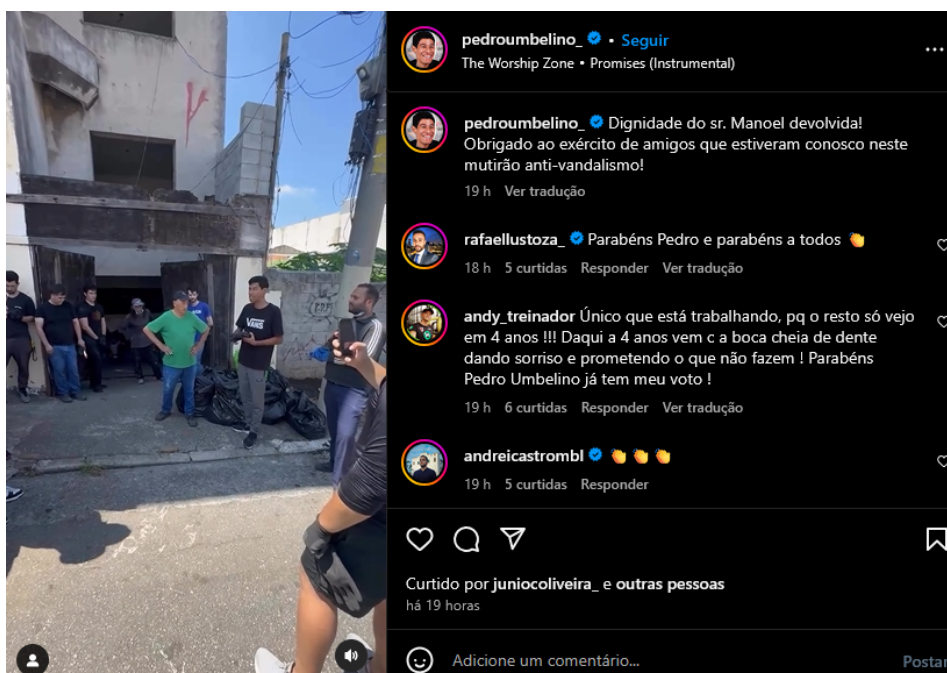 pedroumbelino_ • Seguir
The Worship Zone • Promises (Instrumental)
pedroumbelino_ Dignidade do sr. Manoel devolvida!
Obrigado ao exército de amigos que estiveram conosco neste
mutirão anti-vandalismo!
19 h Ver tradução
rafaellustoza_ Parabéns Pedro e parabéns a todos 👏
18 h 5 curtidas Responder Ver tradução
andy_treinador Único que está trabalhando, pq o resto só vejo
em 4 anos !!! Daqui a 4 anos vem c a boca cheia de dente
dando sorriso e prometendo o que não fazem ! Parabéns
Pedro Umbelino já tem meu voto !
19 h 6 curtidas Responder Ver tradução
andreicastrombl 👏 👏 👏
19 h 5 curtidas Responder
Curtido por juniocoliveira_ e outras pessoas
há 19 horas
Adicione um comentário...
Postar
VANS